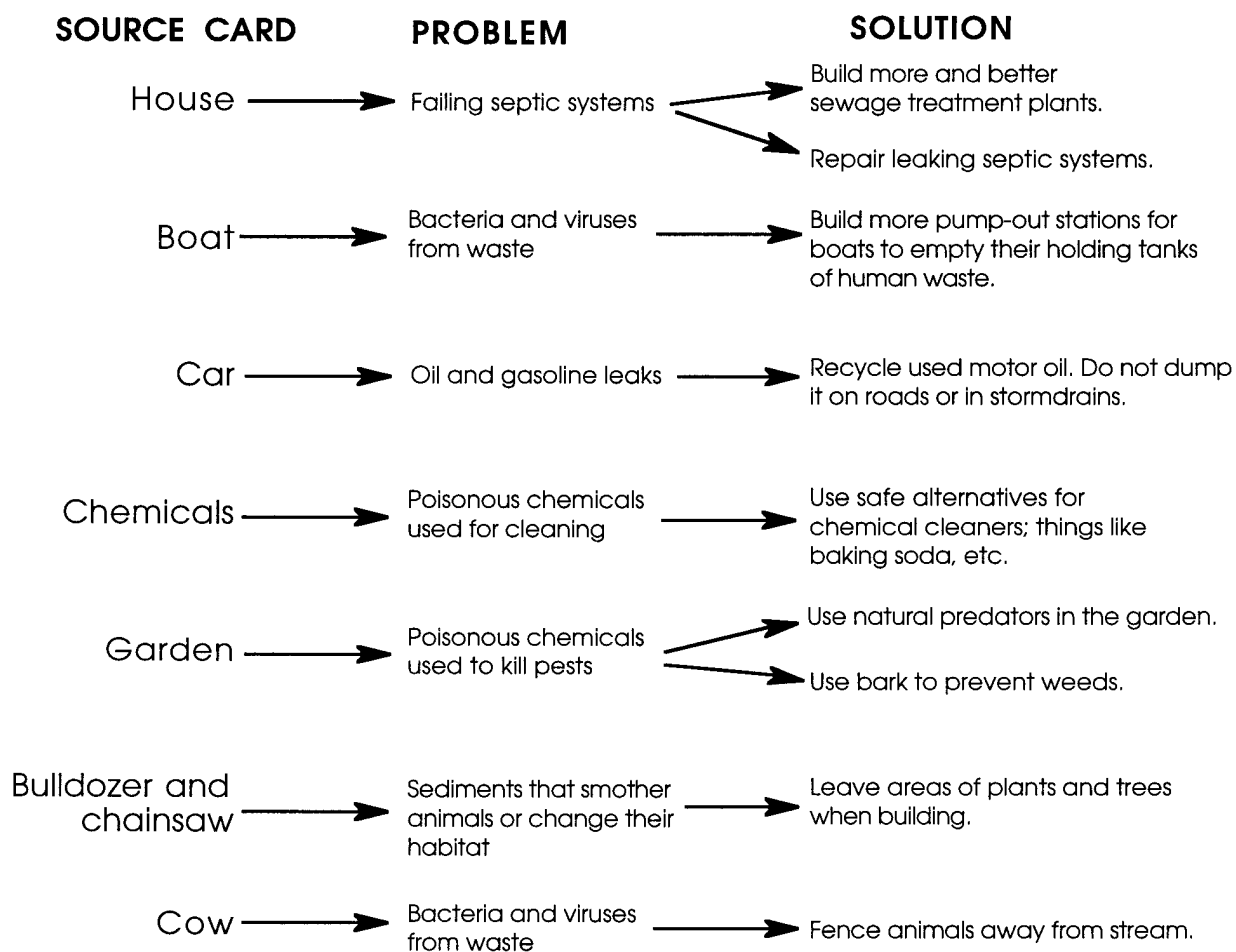 SOURCE CARD PROBLEM SOLUTION
House Failing septic systems
Build more and better
sewage treatment plants.
Repair leaking septic systems.
Boat
Bacteria and viruses
from waste
Build more pump-out stations for
boats to empty their holding tanks
of human waste.
Car
Oil and gasoline leaks
Recycle used motor oil. Do not dump
it on roads or in stormdrains.
Chemicals
Poisonous chemicals
used for cleaning
Use safe alternatives for
chemical cleaners; things like
baking soda, etc.
Garden
Poisonous chemicals
used to kill pests
Use natural predators in the garden.
Use bark to prevent weeds.
Bulldozer and
chainsaw
Sediments that smother
animals or change their
habitat
Leave areas of plants and trees
when building.
Cow
Bacteria and viruses
from waste
Fence animals away from stream.